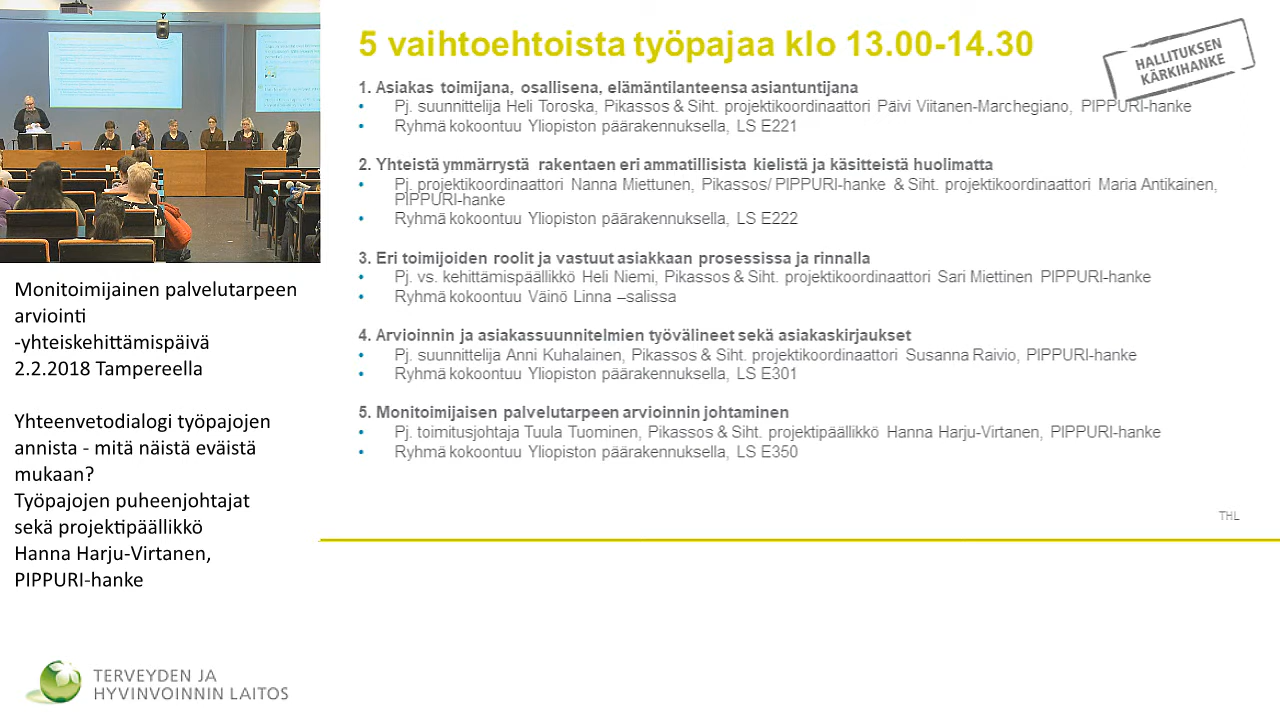 5 vaihtoehtoista työpajaa klo 13.00-14.30
HALLITUKSEN
KÄRKIHANKE
1. Asiakas toimijana, osallisena, elämäntilanteensa asiantuntijana
• Pj. suunnittelija Heli Toroska, Pikassos & Siht. projektikoordinaattori Päivi Viitanen-Marchegiano, PIPPURI-hanke
• Ryhmä kokoontuu Yliopiston päärakennuksella, LS E221
2. Yhteistä ymmärrystä rakentaen eri ammatillisista kielistä ja käsitteistä huolimatta
• Pj. projektikoordinaattori Nanna Miettunen, Pikassos/ PIPPURI-hanke & Siht. projektikoordinaattori Maria Antikainen,
PIPPURI-hanke
• Ryhmä kokoontuu Yliopiston päärakennuksella, LS E222
3. Eri toimijoiden roolit ja vastuut asiakkaan prosessissa ja rinnalla
• Pj. vs. kehittämispäällikkö Heli Niemi, Pikassos & Siht. projektikoordinaattori Sari Miettinen PIPPURI-hanke
• Ryhmä kokoontuu Väinö Linna –salissa
4. Arvioinnin ja asiakassuunnitelmien työvälineet sekä asiakaskirjaukset
• Pj. suunnittelija Anni Kuhalainen, Pikassos & Siht. projektikoordinaattori Susanna Raivio, PIPPURI-hanke
• Ryhmä kokoontuu Yliopiston päärakennuksella, LS E301
5. Monitoimijaisen palvelutarpeen arvioinnin johtaminen
• Pj. toimitusjohtaja Tuula Tuominen, Pikassos & Siht. projektipäällikkö Hanna Harju-Virtanen, PIPPURI-hanke
• Ryhmä kokoontuu Yliopiston päärakennuksella, LS E350
THL
Monitoimijainen palvelutarpeen
arviointi
-yhteiskehittämispäivä
2.2.2018 Tampereella
Yhteenvetodialogi työpajojen
annista - mitä näistä eväistä
mukaan?
Työpajojen puheenjohtajat
sekä projektipäällikkö
Hanna Harju-Virtanen,
PIPPURI-hanke
TERVEYDEN JA
HYVINVOINNIN LAITOS